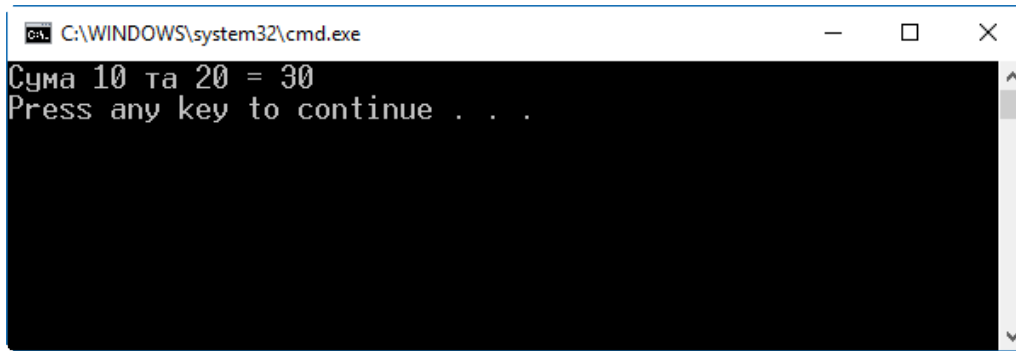 C:\WINDOWS\system32\cmd.exe
Сума 10 та 20 = 30
Press any key to continue . . .